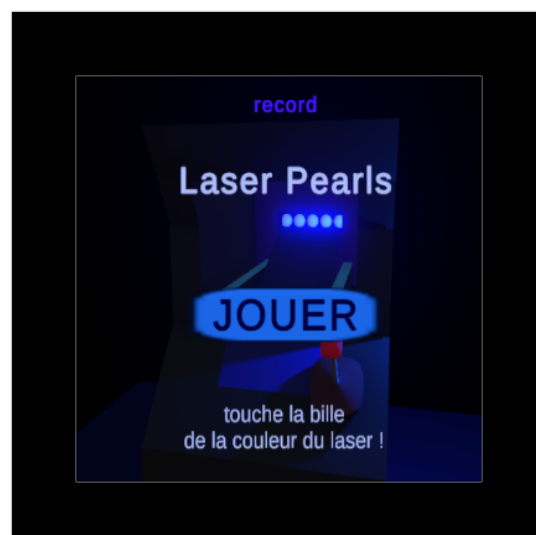 record
Laser Pearls
JOUER
touche la bille
de la couleur du laser !